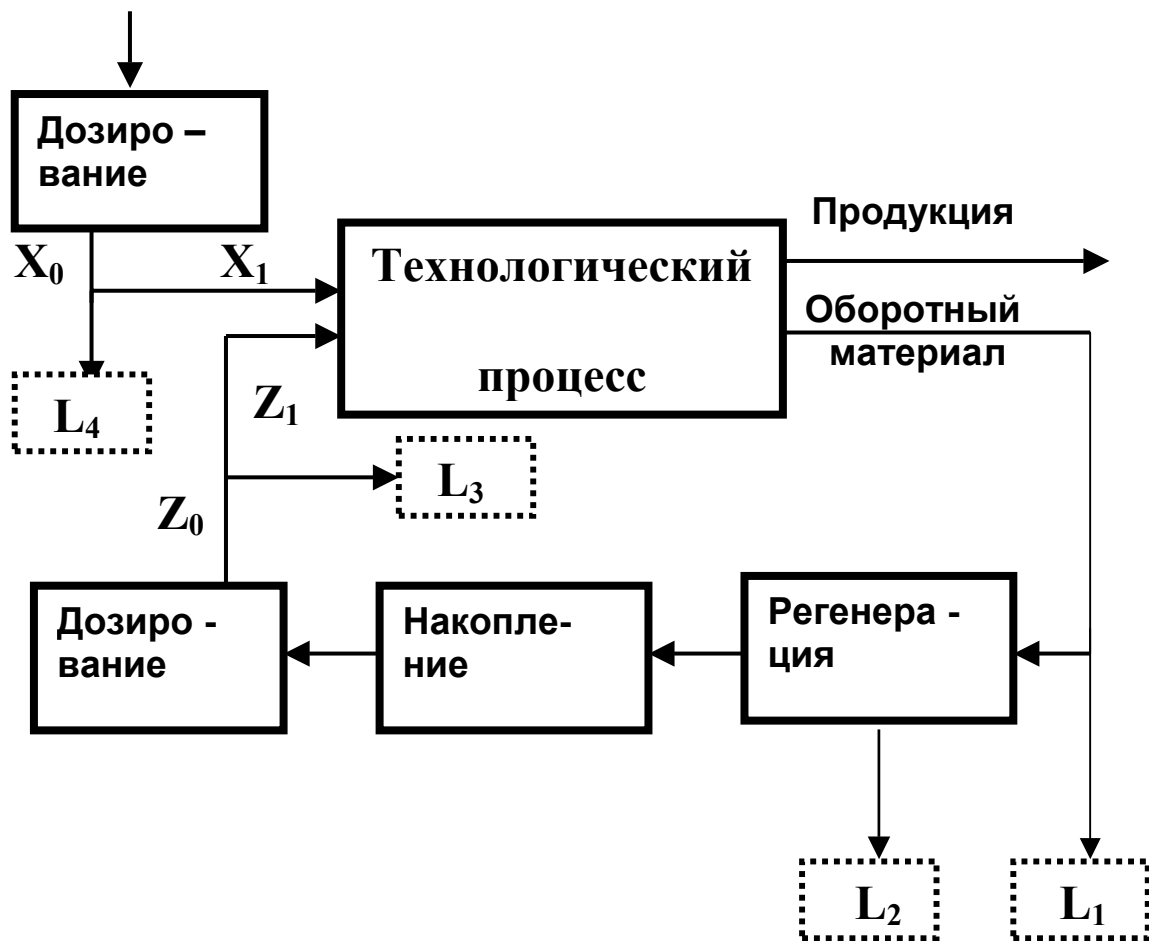 Дозиро –
вание
X₀
X₁
Технологический
процесс
Продукция
Оборотный
материал
L₄
Z₁
L₃
Z₀
Дозиро -
вание
Накопле-
ние
Регенера -
ция
L₂
L₁